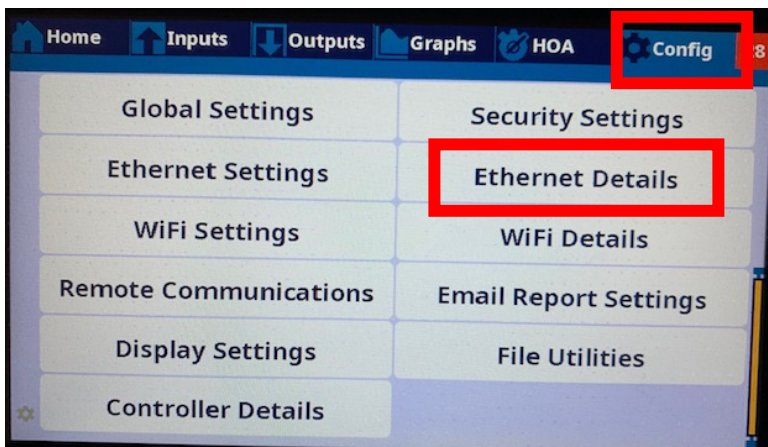 Home Inputs Outputs Graphs HOA Config 28
Global Settings Security Settings
Ethernet Settings Ethernet Details
WiFi Settings WiFi Details
Remote Communications Email Report Settings
Display Settings File Utilities
Controller Details